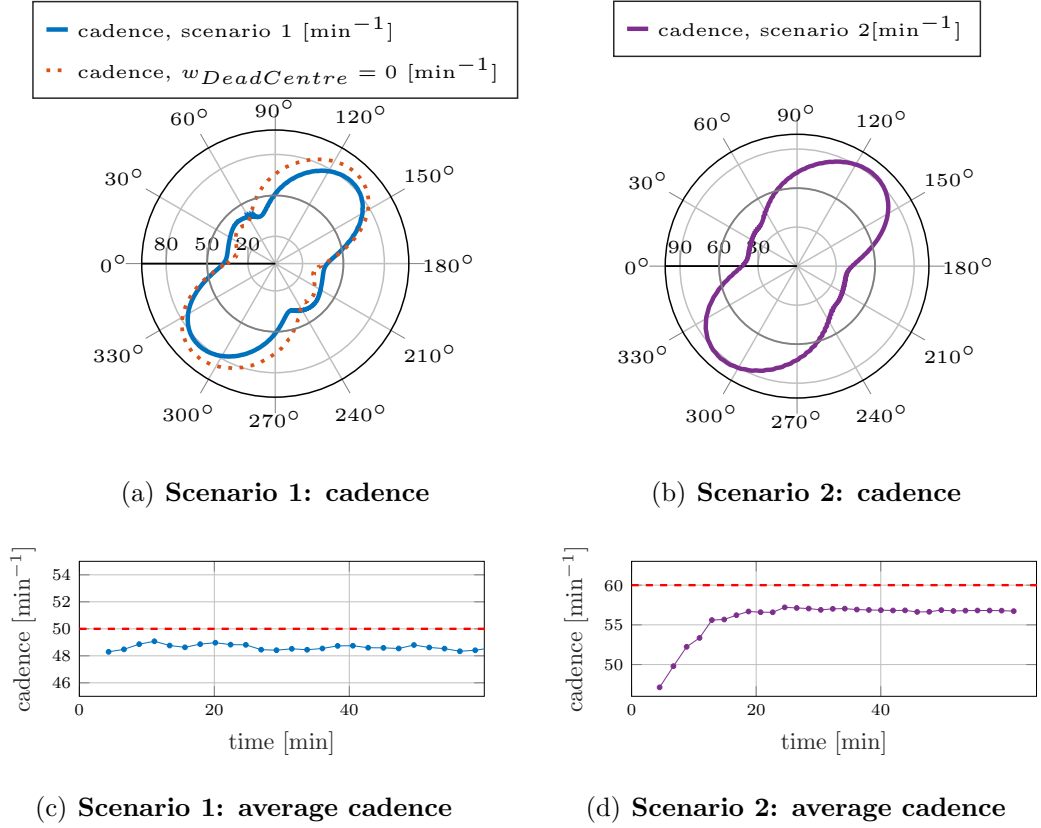 cadence, scenario 1 [min⁻¹]
cadence, w_DeadCentre = 0 [min⁻¹]
90°
60° 120°
30° 150°
80 50 20
0° 180°
330° 210°
300° 240°
270°
(a) Scenario 1: cadence
cadence, scenario 2[min⁻¹]
90°
60° 120°
30° 150°
90 60 30
0° 180°
330° 210°
300° 240°
270°
(b) Scenario 2: cadence
cadence [min⁻¹]
54
52
50
48
46
0 20 40
time [min]
(c) Scenario 1: average cadence
cadence [min⁻¹]
60
55
50
0 20 40
time [min]
(d) Scenario 2: average cadence